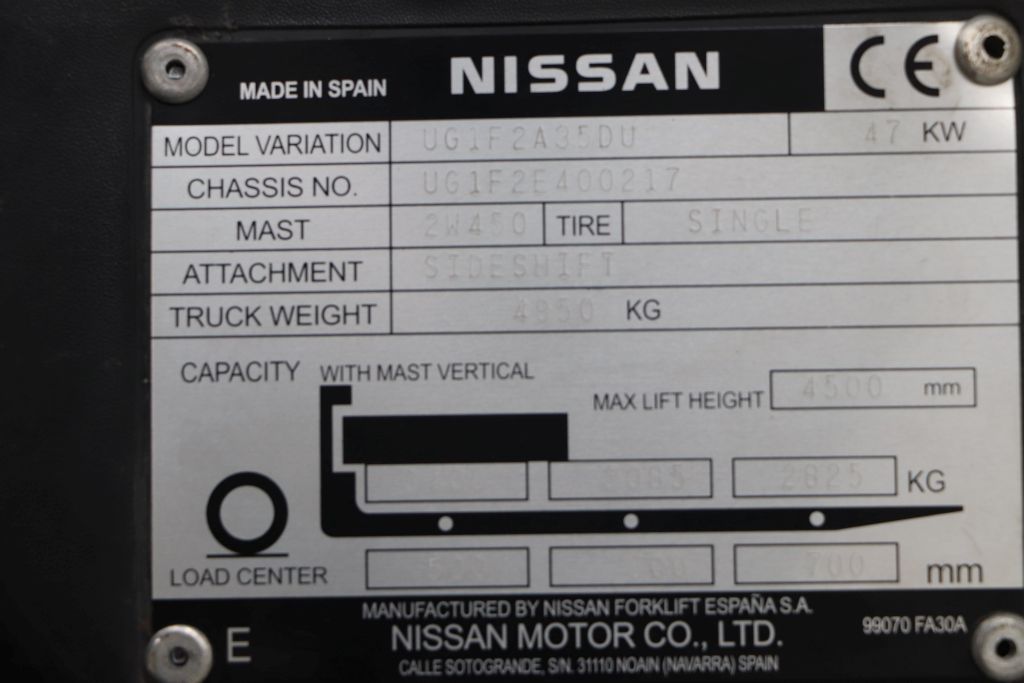 MADE IN SPAIN NISSAN CE
MODEL VARIATION UG1F2A35DU 47 KW
CHASSIS NO. UG1F2E400217
MAST 2W450 TIRE SINGLE
ATTACHMENT SIDESHIFT
TRUCK WEIGHT 4950 KG
CAPACITY WITH MAST VERTICAL
MAX LIFT HEIGHT 4500 mm
2825 KG
LOAD CENTER 700 mm
MANUFACTURED BY NISSAN FORKLIFT ESPAÑA S.A.
E NISSAN MOTOR CO., LTD. 99070 FA30A
CALLE SOTOGRANDE, S/N. 31110 NOAIN (NAVARRA) SPAIN